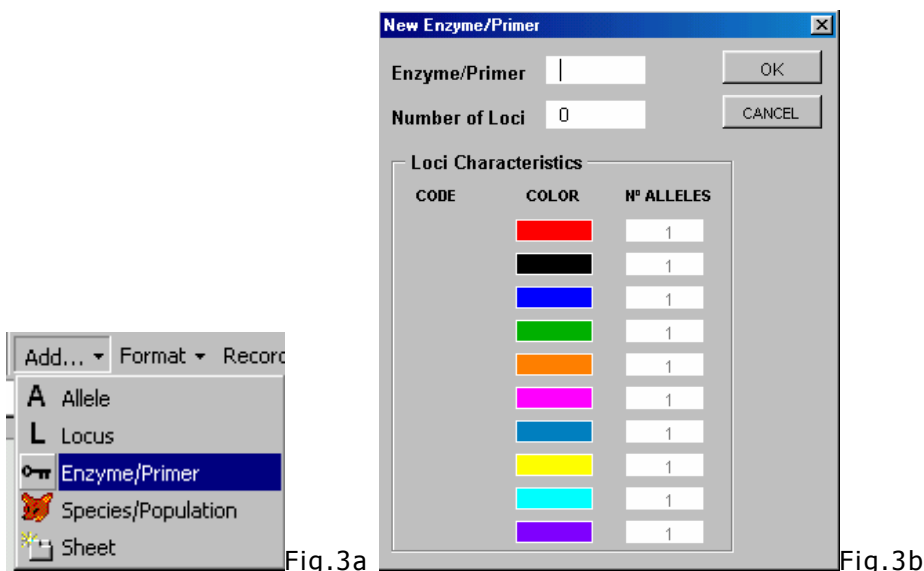 Add... Format Recorc
A Allele
L Locus
Enzyme/Primer
Species/Population
Sheet
Fig.3a
New Enzyme/Primer
Enzyme/Primer
OK
Number of Loci 0
CANCEL
Loci Characteristics
CODE COLOR Nº ALLELES
1
1
1
1
1
1
1
1
1
1
Fig.3b